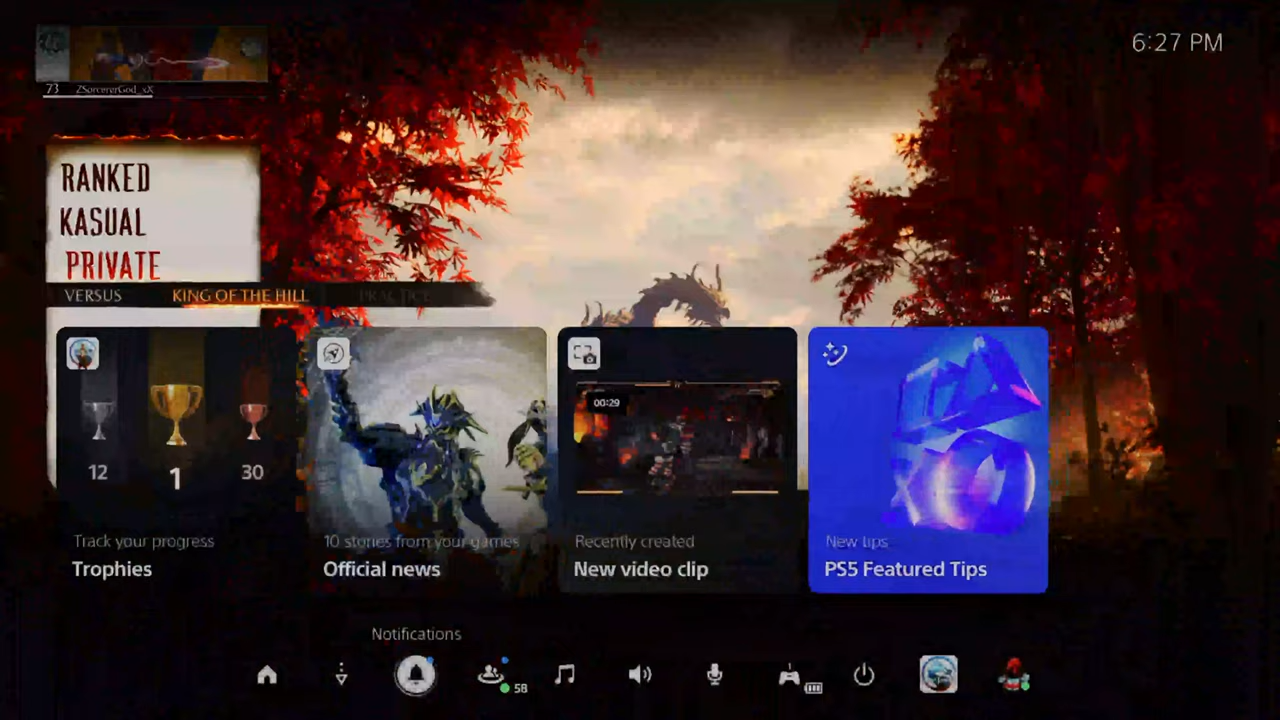 6:27 PM
73 ZSorcererGod_xX
RANKED
KASUAL
PRIVATE
VERSUS KING OF THE HILL PRACTICE
00:29
12 1 30
Track your progress
Trophies
10 stories from your games
Official news
Recently created
New video clip
New tips
PS5 Featured Tips
Notifications
58